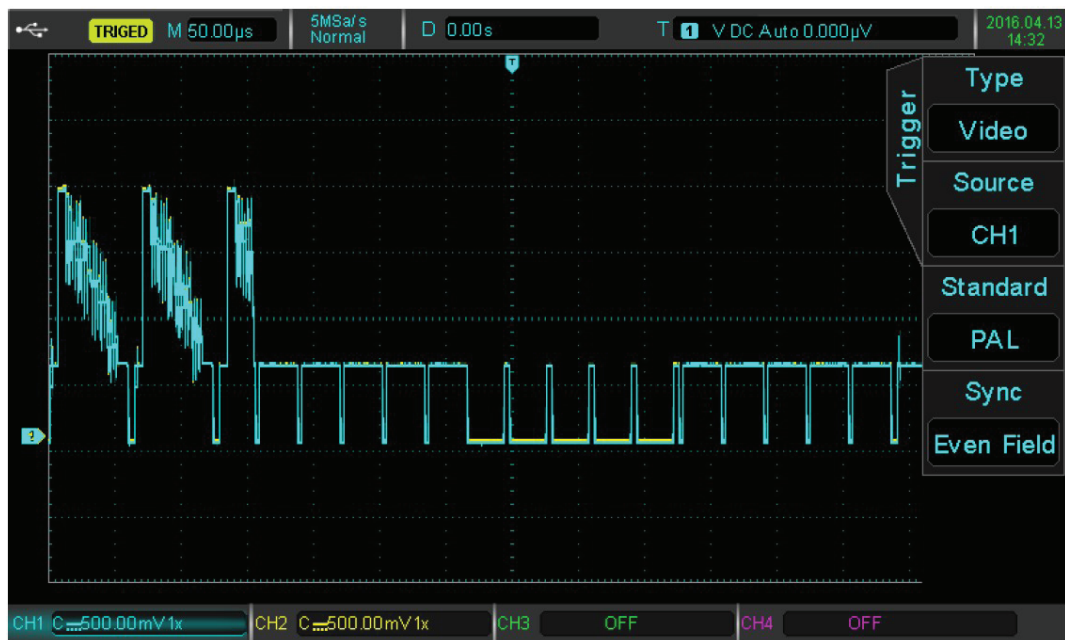 TRIGED M 50.00µs 5MSa/s D 0.00s T 1 V DC Auto 0.000µV 2016.04.13
Normal 14:32
T
Trigger
Type
Video
Source
CH1
Standard
PAL
Sync
Even Field
CH1 C 500.00mV 1x CH2 C 500.00mV 1x CH3 OFF CH4 OFF